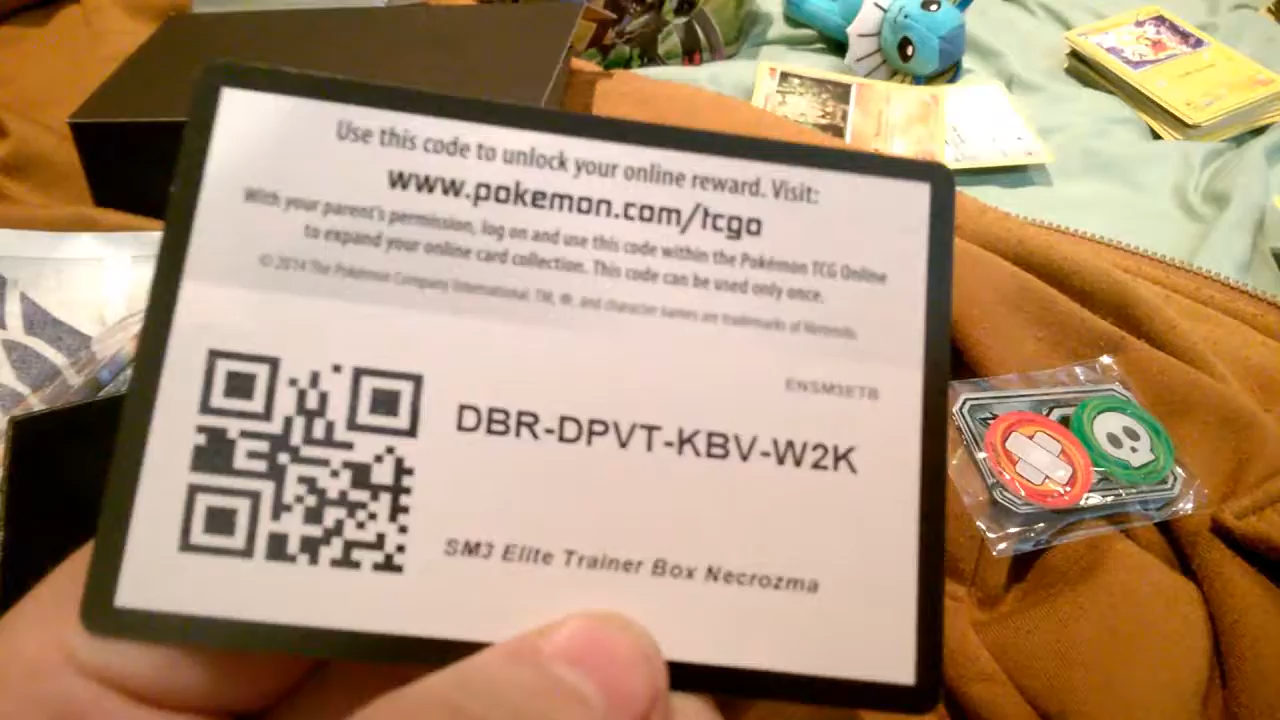 Use this code to unlock your online reward. Visit:
www.pokemon.com/tcgo
With your parent's permission, log on and use this code within the Pokémon TCG Online
to expand your online card collection. This code can be used only once.
© 2014 The Pokémon Company International. TM, ®, and character names are trademarks of Nintendo.
ENSM3ETB
DBR-DPVT-KBV-W2K
SM3 Elite Trainer Box Necrozma